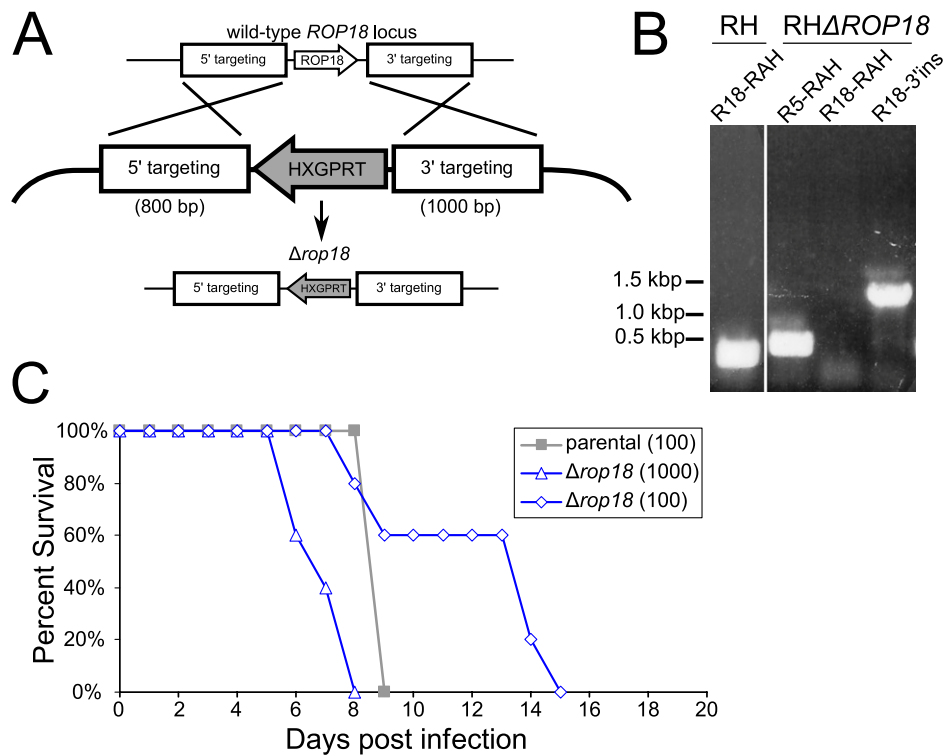 A
wild-type ROP18 locus
5' targeting
ROP18
3' targeting
5' targeting
HXGPRT
3' targeting
(800 bp)
(1000 bp)
Δrop18
5' targeting
HXGPRT
3' targeting
B
RH
RHΔROP18
R18-RAH
R5-RAH
R18-RAH
R18-3'ins
1.5 kbp
1.0 kbp
0.5 kbp
C
100%
80%
60%
40%
20%
0%
Percent Survival
0 2 4 6 8 10 12 14 16 18 20
Days post infection
parental (100)
Δrop18 (1000)
Δrop18 (100)